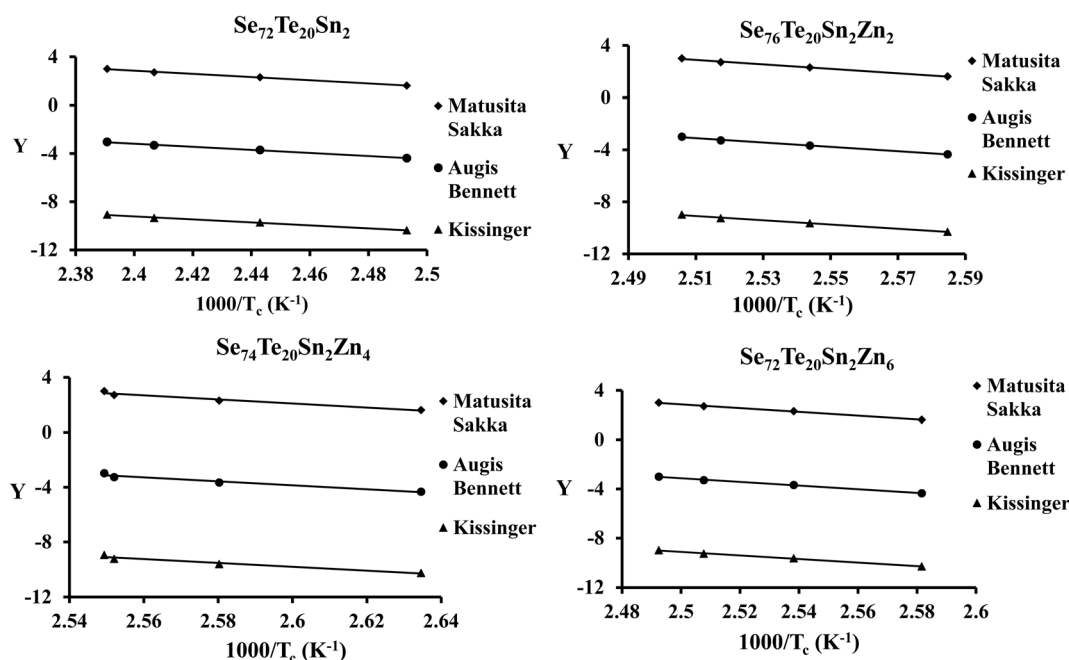 Se₇₂Te₂₀Sn₂
4
0
-4
-8
-12
Y
2.38 2.4 2.42 2.44 2.46 2.48 2.5
1000/T_c (K⁻¹)
Matusita
Sakka
Augis
Bennett
Kissinger
Se₇₆Te₂₀Sn₂Zn₂
4
0
-4
-8
-12
Y
2.49 2.51 2.53 2.55 2.57 2.59
1000/T_c (K⁻¹)
Matusita
Sakka
Augis
Bennett
Kissinger
Se₇₄Te₂₀Sn₂Zn₄
4
0
-4
-8
-12
Y
2.54 2.56 2.58 2.6 2.62 2.64
1000/T_c (K⁻¹)
Matusita
Sakka
Augis
Bennett
Kissinger
Se₇₂Te₂₀Sn₂Zn₆
4
0
-4
-8
-12
Y
2.48 2.5 2.52 2.54 2.56 2.58 2.6
1000/T_c (K⁻¹)
Matusita
Sakka
Augis
Bennett
Kissinger